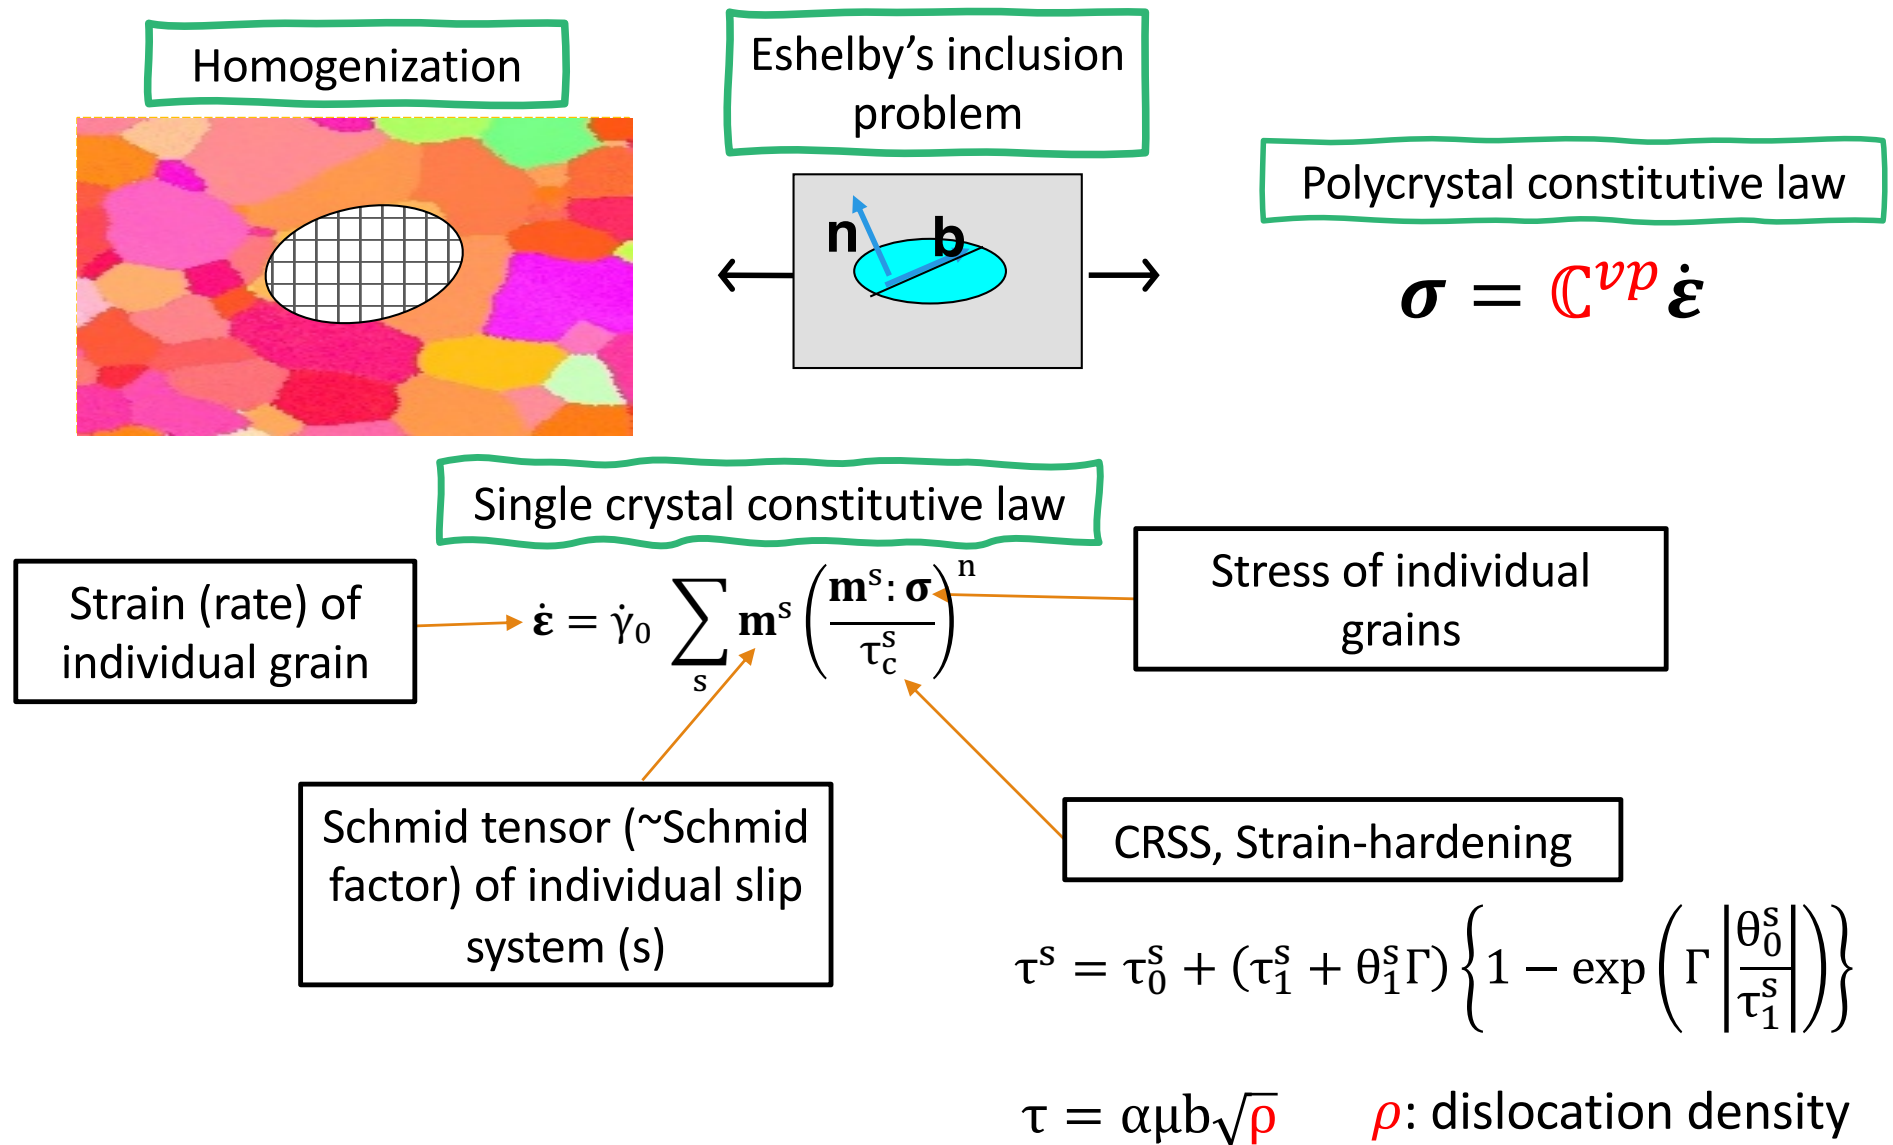 Homogenization
Eshelby’s inclusion
problem
n
b
Polycrystal constitutive law
σ = ℂᵛᵖ ε̇
Single crystal constitutive law
Strain (rate) of
individual grain
ε̇ = γ̇₀ ∑ₛ mˢ (mˢ: σ / τ_c^s)ⁿ
Stress of individual
grains
Schmid tensor (~Schmid
factor) of individual slip
system (s)
CRSS, Strain-hardening
τˢ = τ₀ˢ + (τ₁ˢ + θ₁ˢΓ) {1 − exp (Γ |θ₀ˢ / τ₁ˢ|)}
τ = αμb√ρ
ρ: dislocation density